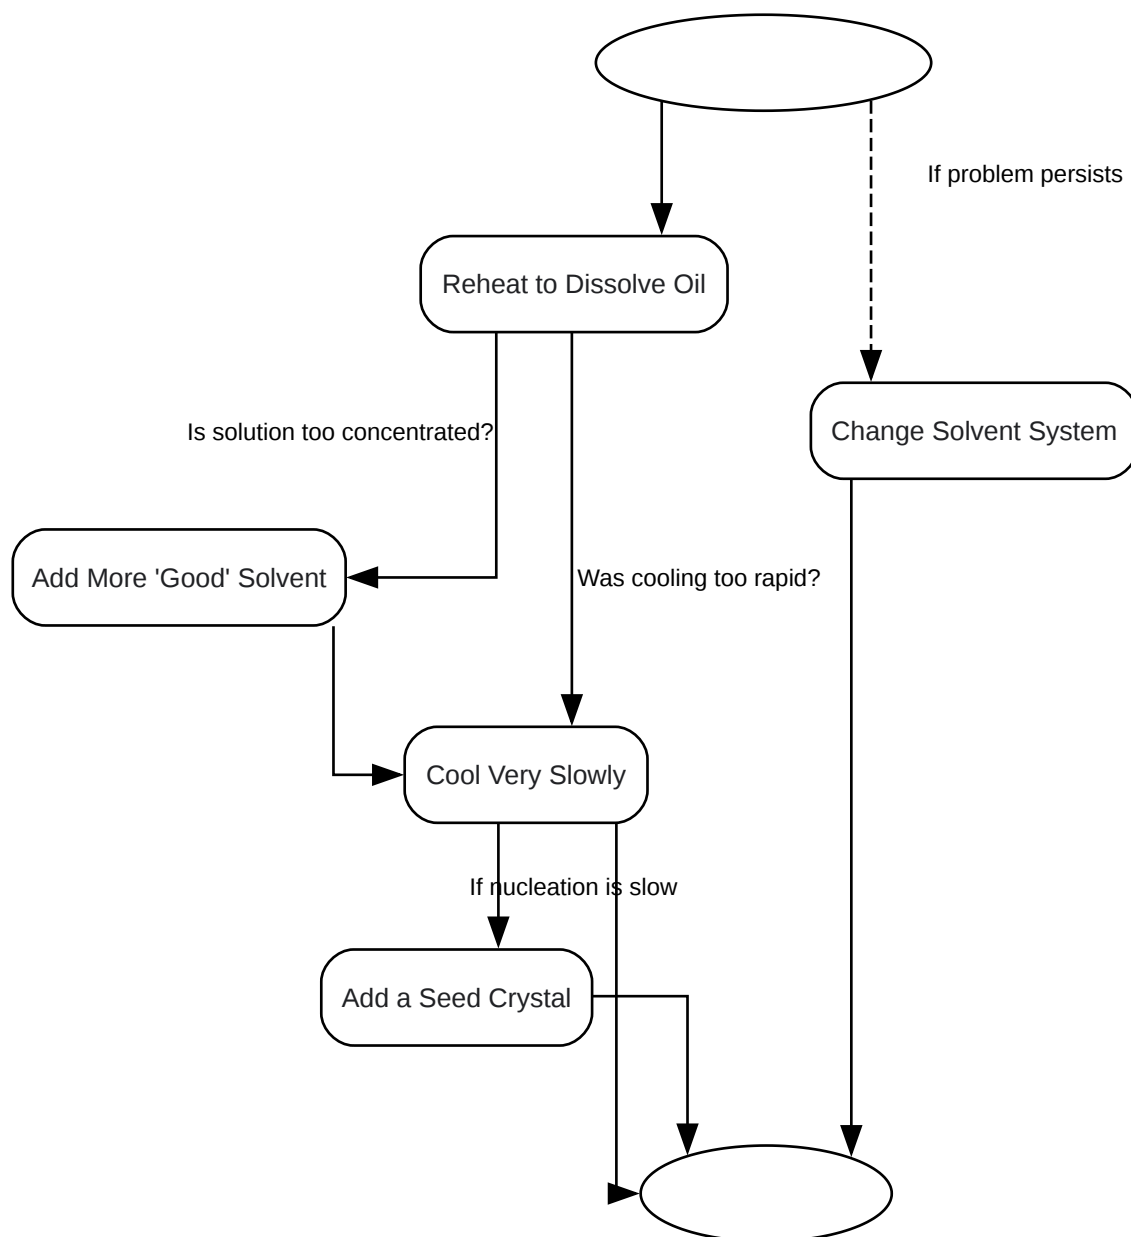 If problem persists
Reheat to Dissolve Oil
Is solution too concentrated?
Change Solvent System
Add More 'Good' Solvent
Was cooling too rapid?
Cool Very Slowly
If nucleation is slow
Add a Seed Crystal